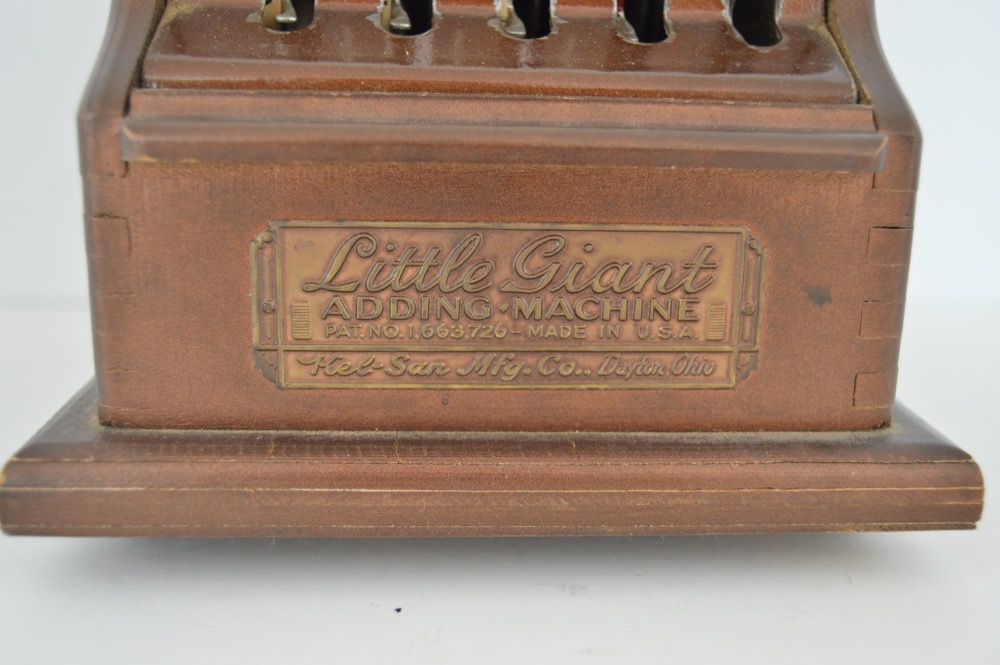 Little Giant
ADDING·MACHINE
PAT. NO. 1,663,726 - MADE IN U.S.A.
Kel-San Mfg. Co.. Dayton, Ohio